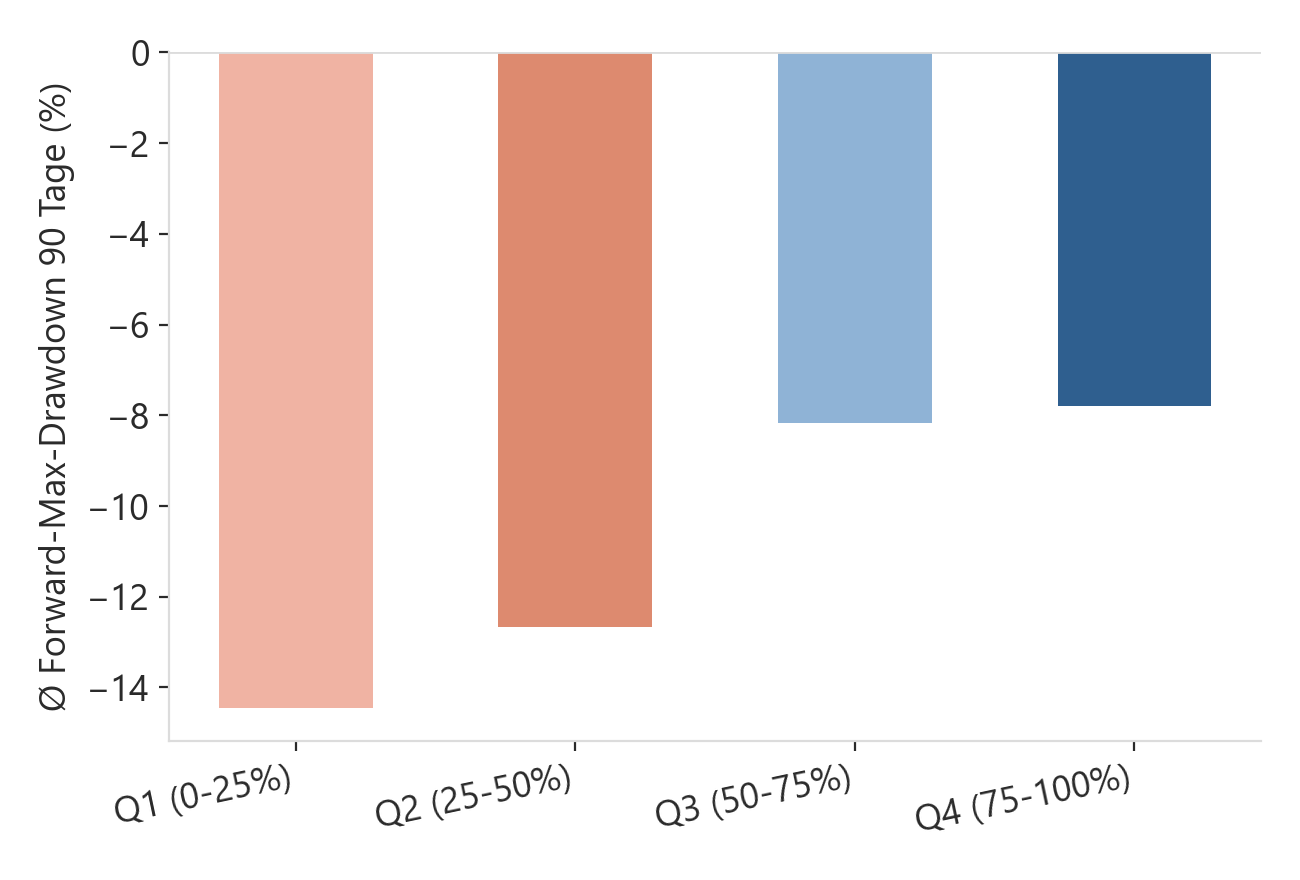 Ø Forward-Max-Drawdown 90 Tage (%)
0
−2
−4
−6
−8
−10
−12
−14
Q1 (0-25%)
Q2 (25-50%)
Q3 (50-75%)
Q4 (75-100%)